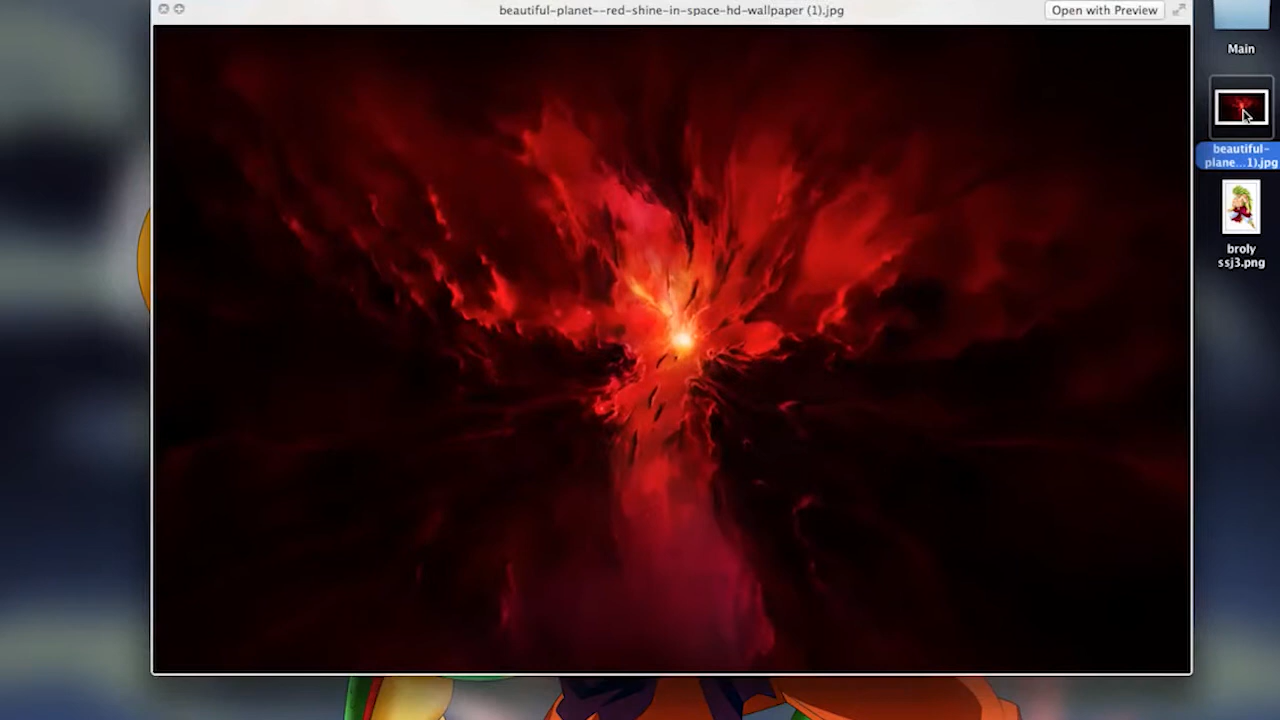 beautiful-planet--red-shine-in-space-hd-wallpaper (1).jpg
Open with Preview
Main
beautiful-
plane...1).jpg
broly
ssj3.png